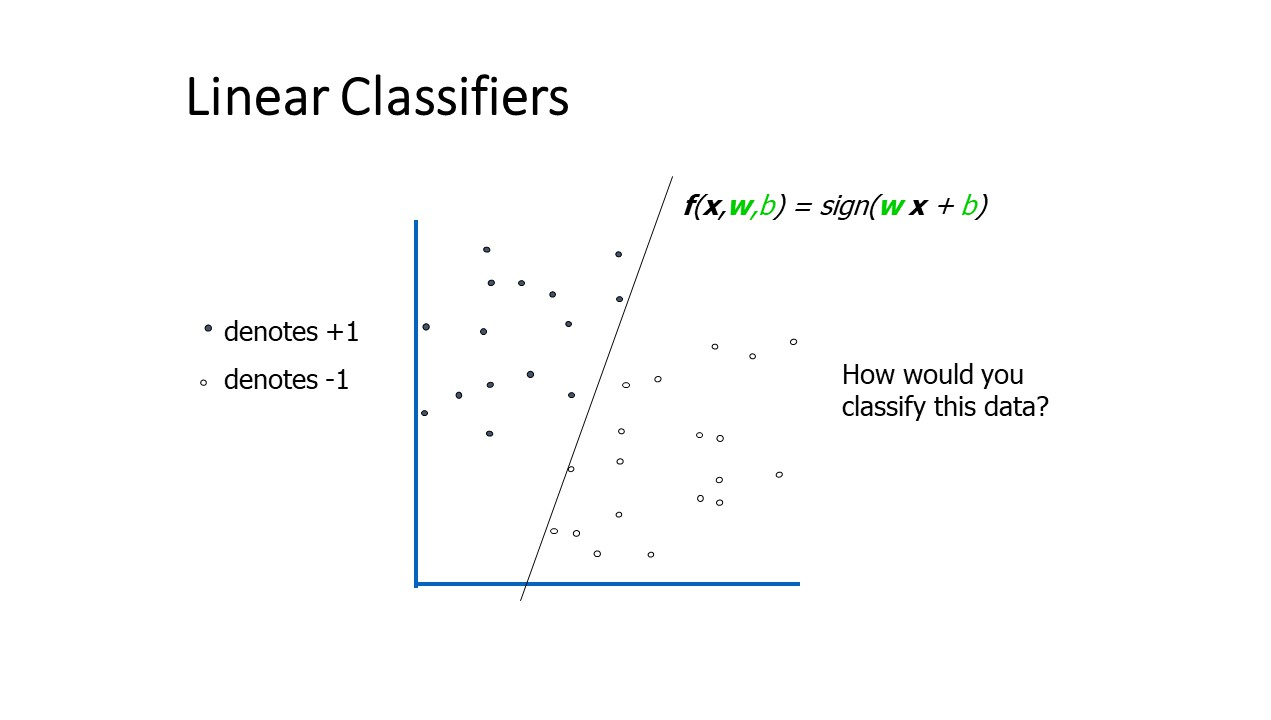 Linear Classifiers
f(x,w,b) = sign(w x + b)
denotes +1
denotes -1
How would you
classify this data?